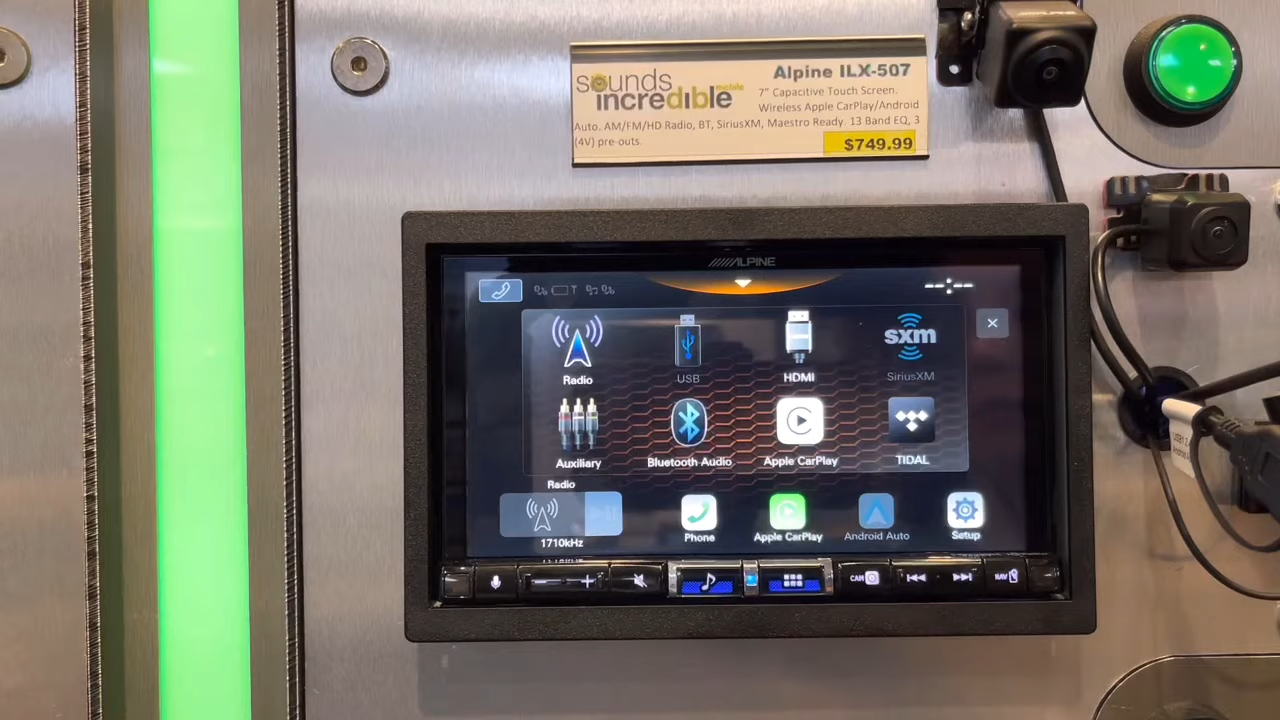 sounds
incredible mobile
Alpine ILX-507
7" Capacitive Touch Screen.
Wireless Apple CarPlay/Android
Auto. AM/FM/HD Radio, BT, SiriusXM, Maestro Ready. 13 Band EQ, 3
(4V) pre-outs.
$749.99
ALPINE
--:--
Radio
USB
HDMI
sxm
SiriusXM
Auxiliary
Bluetooth Audio
Apple CarPlay
TIDAL
Radio
1710kHz
Phone
Apple CarPlay
Android Auto
Setup
CAM
NAV